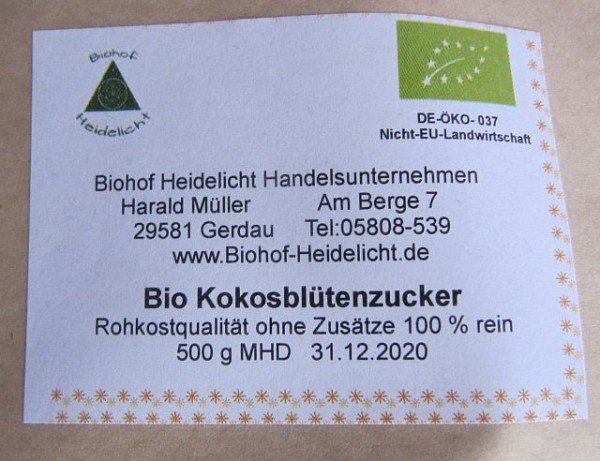 Biohof
Heidelicht
DE-ÖKO- 037
Nicht-EU-Landwirtschaft
Biohof Heidelicht Handelsunternehmen
Harald Müller Am Berge 7
29581 Gerdau Tel:05808-539
www.Biohof-Heidelicht.de
Bio Kokosblütenzucker
Rohkostqualität ohne Zusätze 100 % rein
500 g MHD 31.12.2020